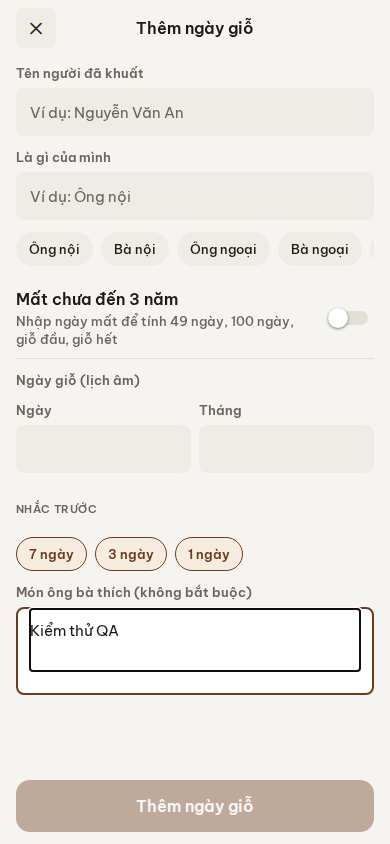 Thêm ngày giỗ
Tên người đã khuất
Ví dụ: Nguyễn Văn An
Là gì của mình
Ví dụ: Ông nội
Ông nội
Bà nội
Ông ngoại
Bà ngoại
Mất chưa đến 3 năm
Nhập ngày mất để tính 49 ngày, 100 ngày,
giỗ đầu, giỗ hết
Ngày giỗ (lịch âm)
Ngày
Tháng
NHẮC TRƯỚC
7 ngày
3 ngày
1 ngày
Món ông bà thích (không bắt buộc)
Kiểm thử QA
Thêm ngày giỗ